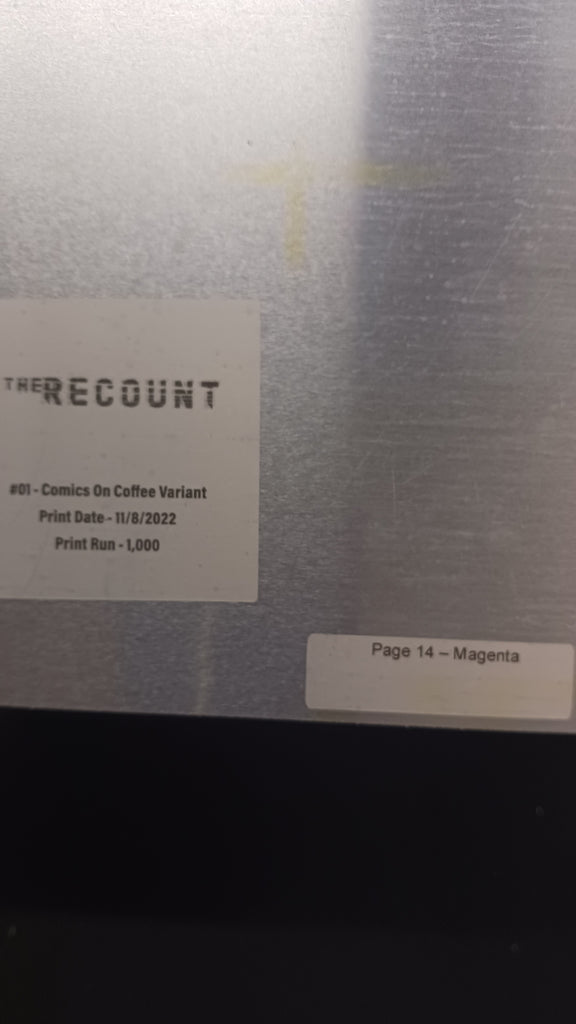 THE RECOUNT
#01 - Comics On Coffee Variant
Print Date - 11/8/2022
Print Run - 1,000
Page 14 – Magenta